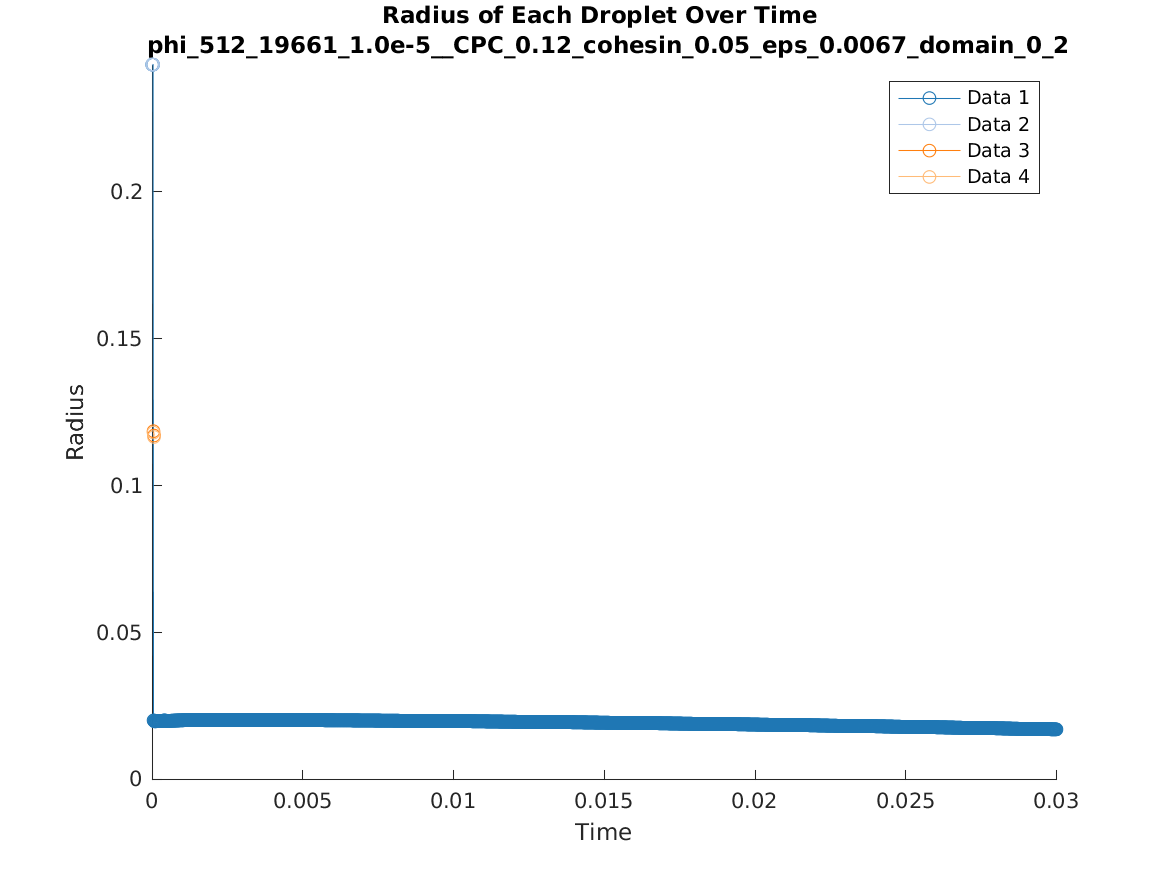 Radius of Each Droplet Over Time
phi_512_19661_1.0e-5__CPC_0.12_cohesin_0.05_eps_0.0067_domain_0_2
Data 1
Data 2
Data 3
Data 4
0.2
0.15
0.1
0.05
0
Radius
0 0.005 0.01 0.015 0.02 0.025 0.03
Time